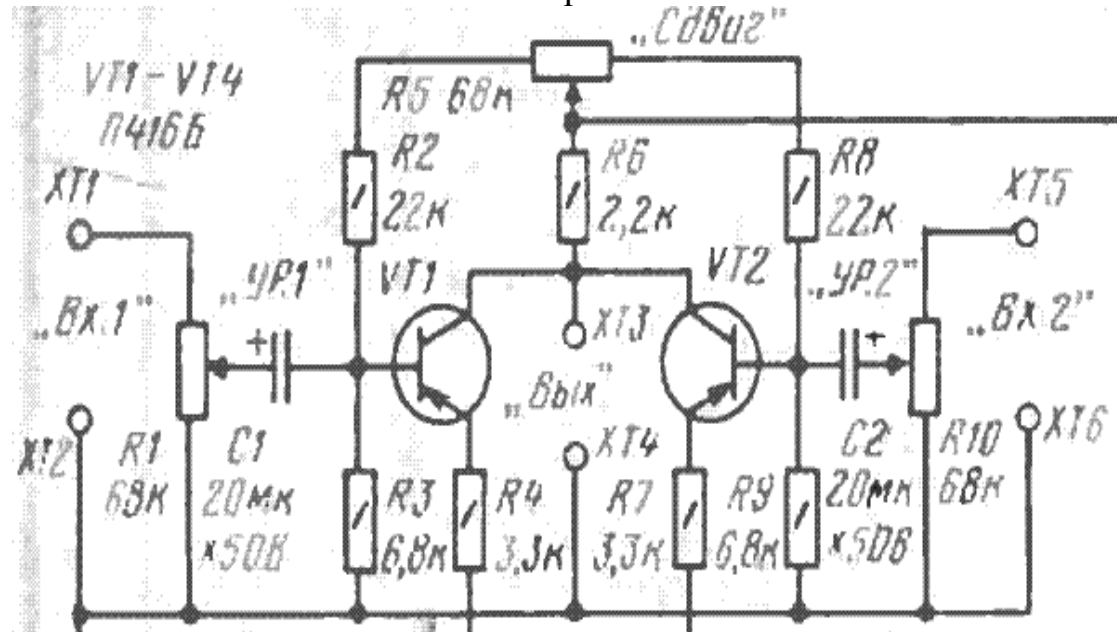 „Сдвиг"
VT1 - VT4
П416Б
R5 68к
R2
22к
R6
2,2к
R8
22к
XT1
XT5
„УР.1"
VT1
VT2
„УР.2"
„Вх.1"
XT3
„Вх 2"
+
+
„Вых"
XT2
R1
68к
C1
20мк
×50В
R3
6,8к
R4
3,3к
XT4
R7
3,3к
R9
6,8к
C2
20мк
×50В
R10
68к
XT6